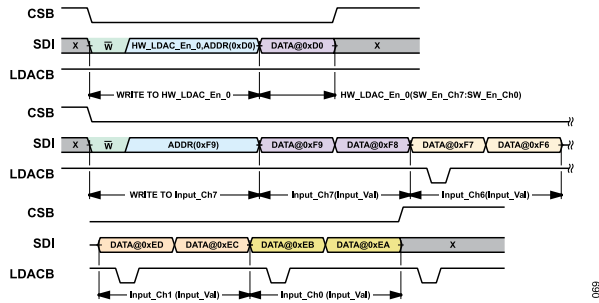 CSB
SDI X W HW_LDAC_En_0,ADDR(0xD0) DATA@0xD0 X
LDACB
WRITE TO HW_LDAC_En_0 HW_LDAC_En_0(SW_En_Ch7:SW_En_Ch0)
CSB
SDI X W ADDR(0xF9) DATA@0xF9 DATA@0xF8 DATA@0xF7 DATA@0xF6
LDACB
WRITE TO Input_Ch7 Input_Ch7(Input_Val) Input_Ch6(Input_Val)
CSB
SDI DATA@0xED DATA@0xEC DATA@0xEB DATA@0xEA X
LDACB
Input_Ch1 (Input_Val) Input_Ch0 (Input_Val)
069